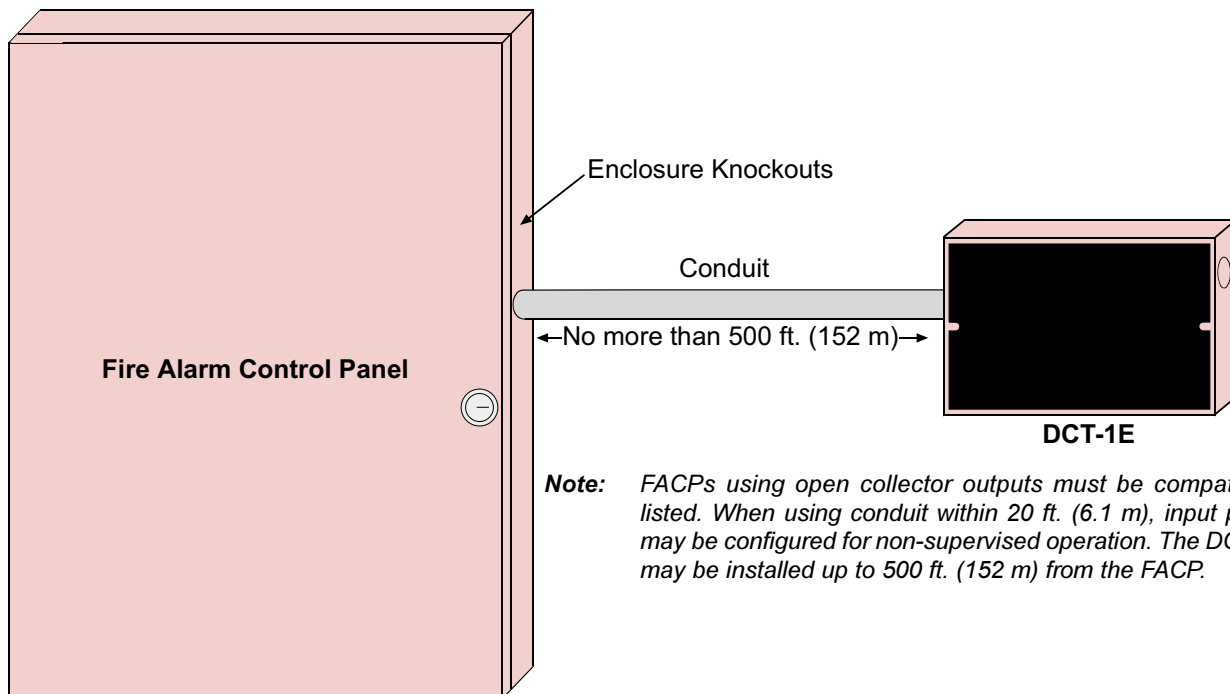 Enclosure Knockouts
Conduit
No more than 500 ft. (152 m)
Fire Alarm Control Panel
DCT-1E
Note: FACPs using open collector outputs must be
listed. When using conduit within 20 ft. (6.1 m), input
may be configured for non-supervised operation. The
may be installed up to 500 ft. (152 m) from the FACP.